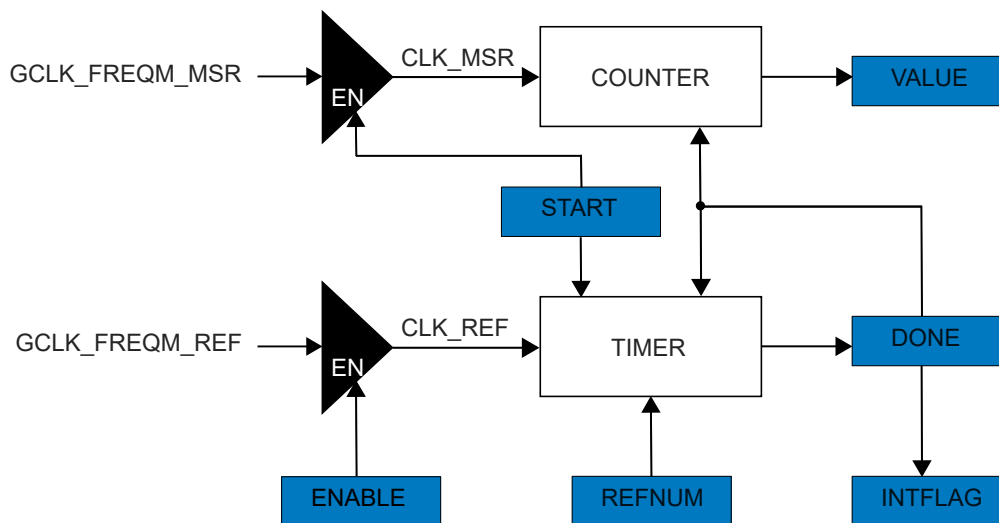 GCLK_FREQM_MSR
EN
CLK_MSR
COUNTER
VALUE
START
GCLK_FREQM_REF
EN
CLK_REF
TIMER
DONE
ENABLE
REFNUM
INTFLAG